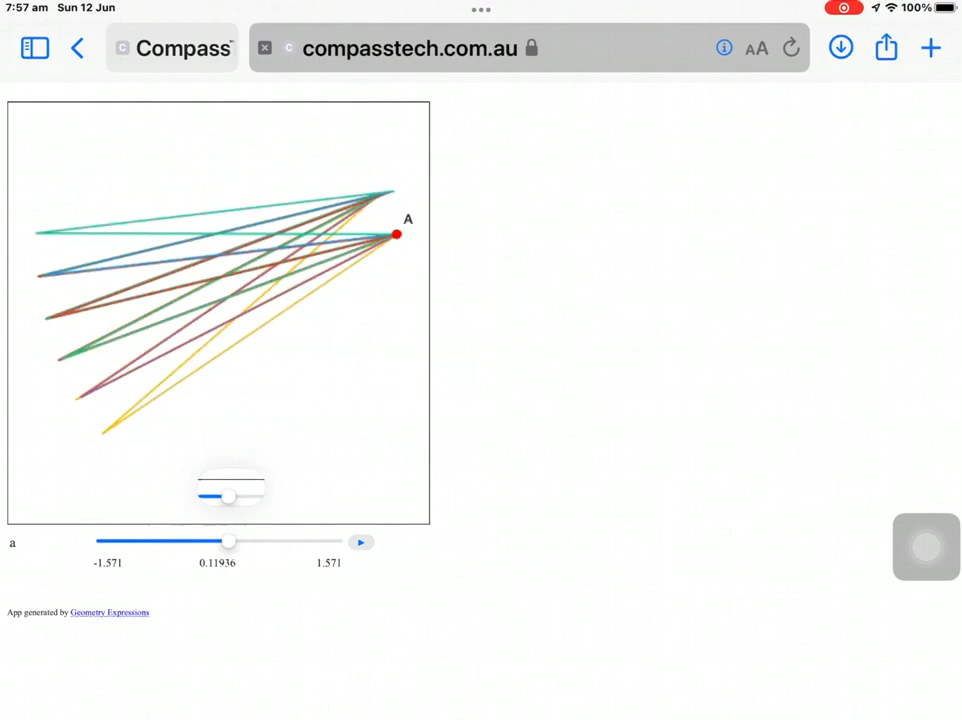 7:57 am Sun 12 Jun
100%
C Compass
C compasstech.com.au
AA
A
a
-1.571 0.11936 1.571
App generated by Geometry Expressions